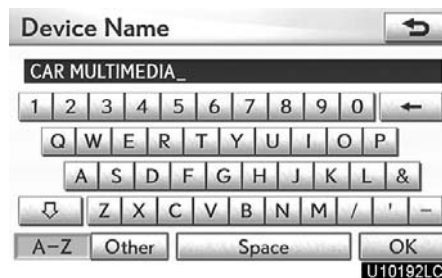 Device Name
CAR MULTIMEDIA_
1 2 3 4 5 6 7 8 9 0 ←
Q W E R T Y U I O P
A S D F G H J K L &
⇩ Z X C V B N M / ' -
A-Z Other Space OK
U10192LC